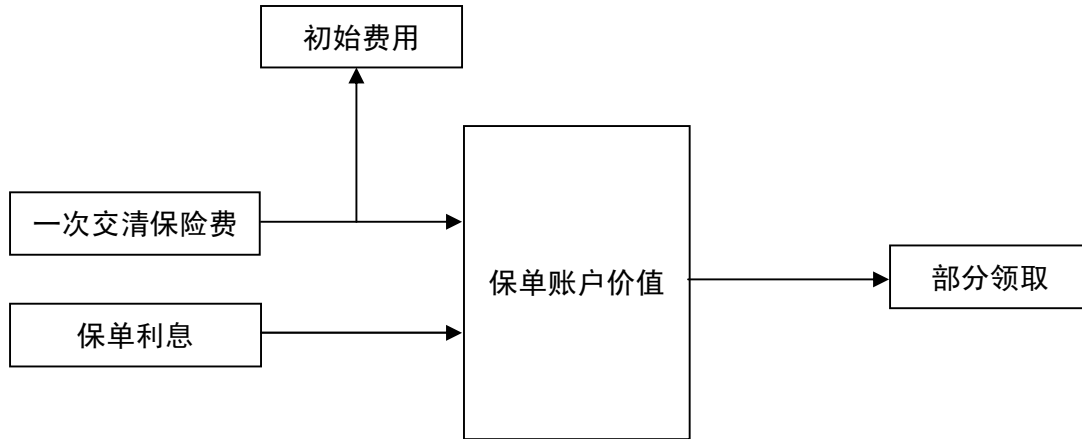 初始费用
一次交清保险费
保单账户价值
部分领取
保单利息